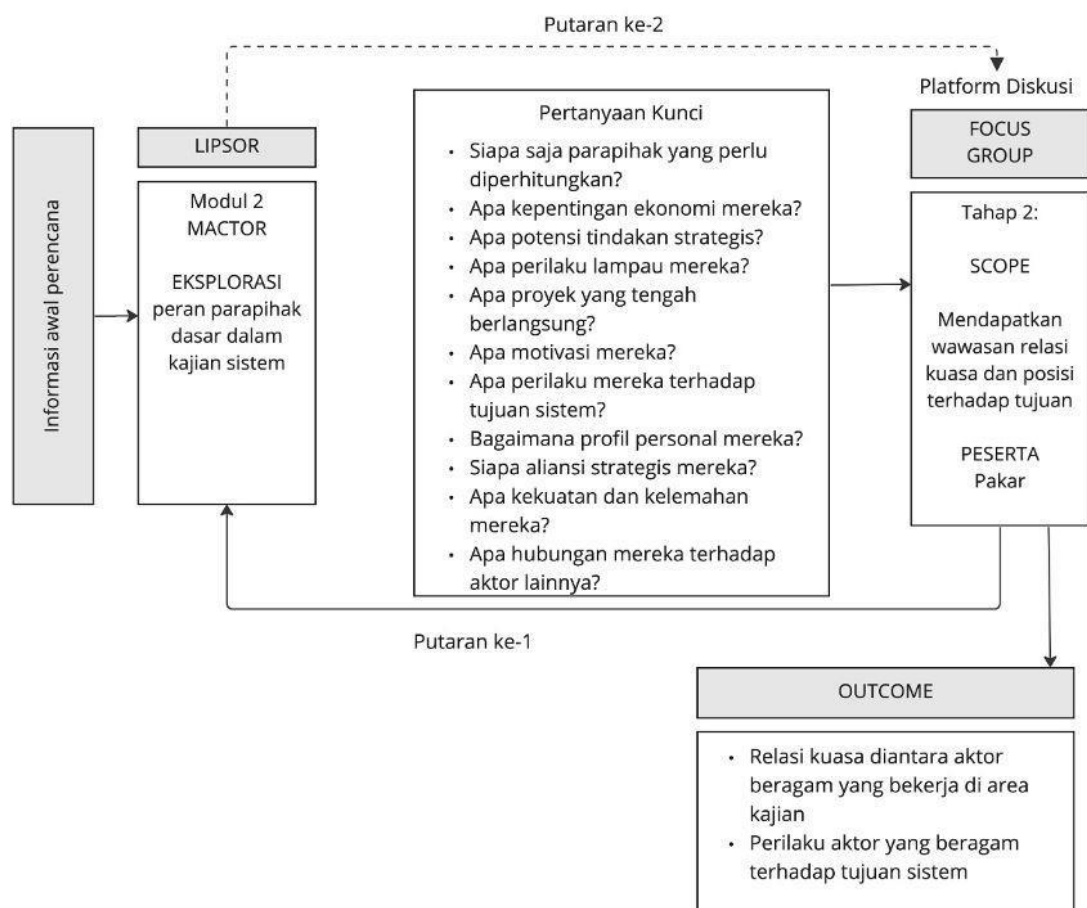 Putaran ke-2
Informasi awal perencana
LIPSOR
Modul 2
MACTOR
EKSPLORASI
peran parapihak
dasar dalam
kajian sistem
Pertanyaan Kunci
• Siapa saja parapihak yang perlu
diperhitungkan?
• Apa kepentingan ekonomi mereka?
• Apa potensi tindakan strategis?
• Apa perilaku lampau mereka?
• Apa proyek yang tengah
berlangsung?
• Apa motivasi mereka?
• Apa perilaku mereka terhadap
tujuan sistem?
• Bagaimana profil personal mereka?
• Siapa aliansi strategis mereka?
• Apa kekuatan dan kelemahan
mereka?
• Apa hubungan mereka terhadap
aktor lainnya?
Platform Diskusi
FOCUS
GROUP
Tahap 2:
SCOPE
Mendapatkan
wawasan relasi
kuasa dan posisi
terhadap tujuan
PESERTA
Pakar
Putaran ke-1
OUTCOME
• Relasi kuasa diantara aktor
beragam yang bekerja di area
kajian
• Perilaku aktor yang beragam
terhadap tujuan sistem